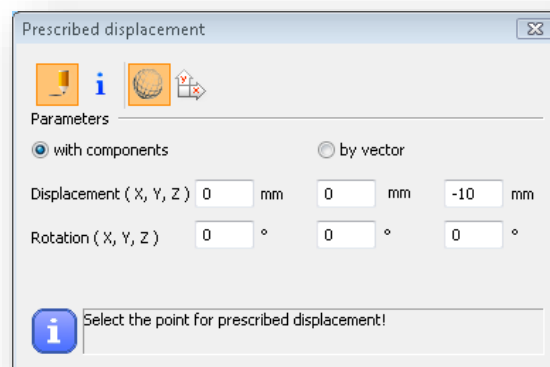 Prescribed displacement
Parameters
with components by vector
Displacement ( X, Y, Z ) 0 mm 0 mm -10 mm
Rotation ( X, Y, Z ) 0 ° 0 ° 0 °
Select the point for prescribed displacement!